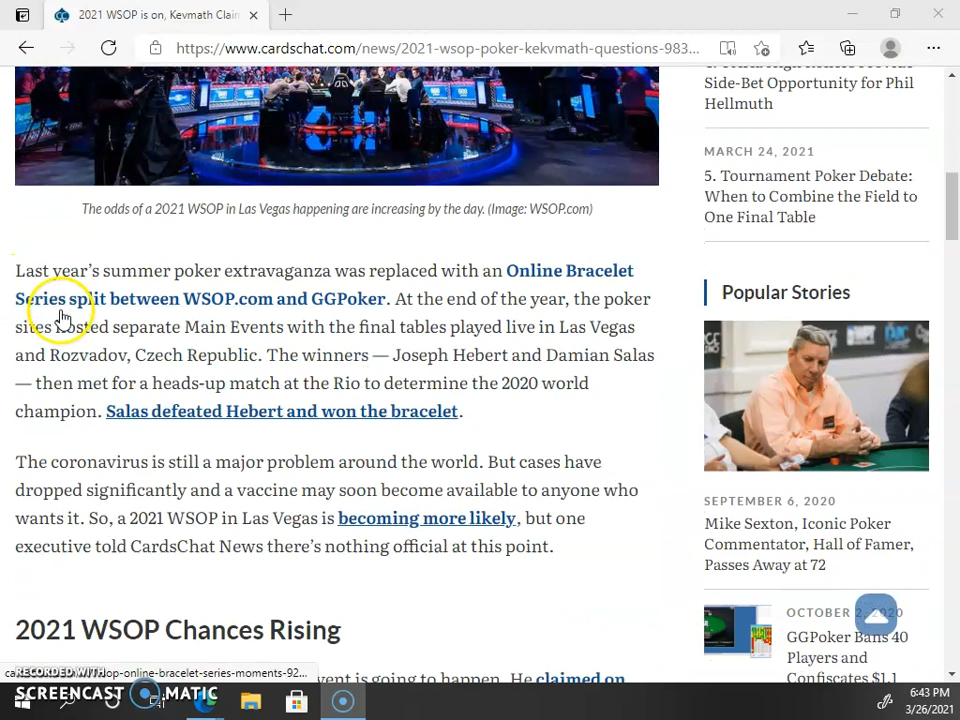 2021 WSOP is on, Kevmath Clain
https://www.cardschat.com/news/2021-wsop-poker-kekvmath-questions-983...
Side-Bet Opportunity for Phil
Hellmuth
MARCH 24, 2021
5. Tournament Poker Debate:
When to Combine the Field to
One Final Table
The odds of a 2021 WSOP in Las Vegas happening are increasing by the day. (Image: WSOP.com)
Last year's summer poker extravaganza was replaced with an Online Bracelet
Series split between WSOP.com and GGPoker. At the end of the year, the poker
sites hosted separate Main Events with the final tables played live in Las Vegas
and Rozvadov, Czech Republic. The winners — Joseph Hebert and Damian Salas
— then met for a heads-up match at the Rio to determine the 2020 world
champion. Salas defeated Hebert and won the bracelet.
The coronavirus is still a major problem around the world. But cases have
dropped significantly and a vaccine may soon become available to anyone who
wants it. So, a 2021 WSOP in Las Vegas is becoming more likely, but one
executive told CardsChat News there's nothing official at this point.
2021 WSOP Chances Rising
vent is going to happen. He claimed on
Popular Stories
SEPTEMBER 6, 2020
Mike Sexton, Iconic Poker
Commentator, Hall of Famer,
Passes Away at 72
OCTOBER 2, 2020
GGPoker Bans 40
Players and
Confiscates $1.1
op-online-bracelet-series-moments-92...
RECORDED WITH
SCREENCAST MATIC
6:43 PM
3/26/2021